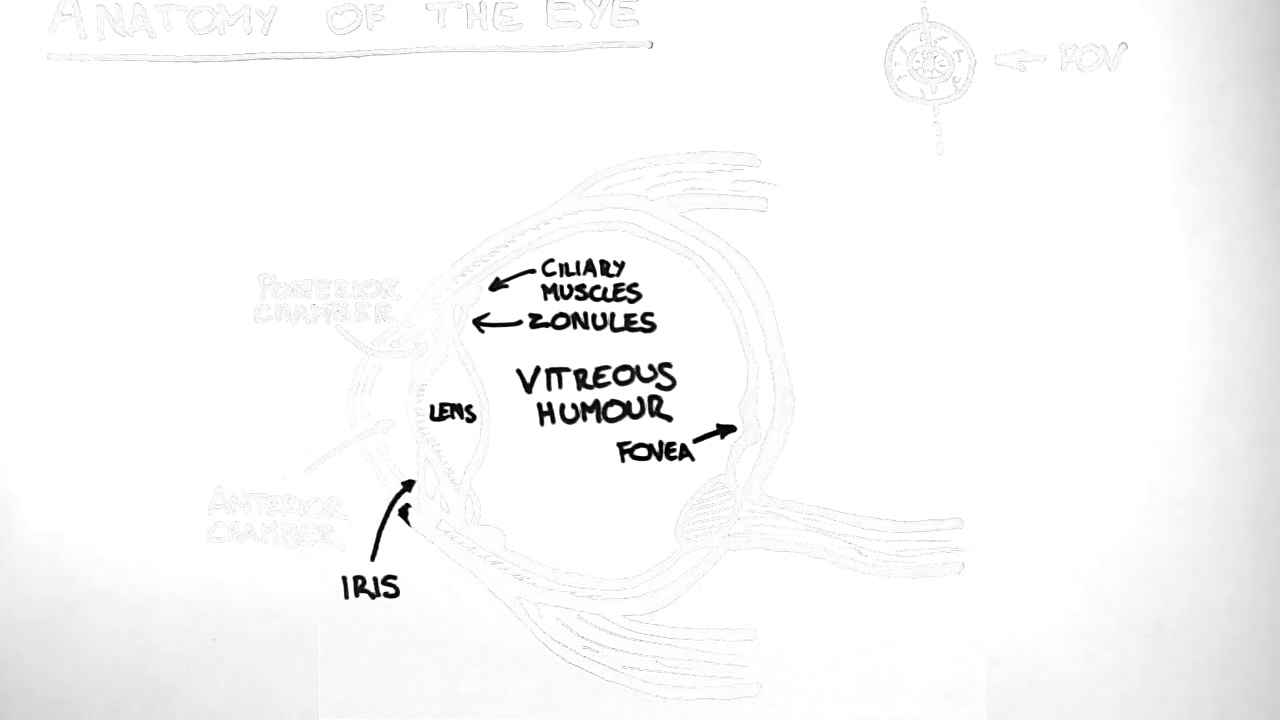 ANATOMY OF THE EYE
POV
POSTERIOR
CHAMBER
CILIARY
MUSCLES
ZONULES
VITREOUS
HUMOUR
LENS
FOVEA
ANTERIOR
CHAMBER
IRIS